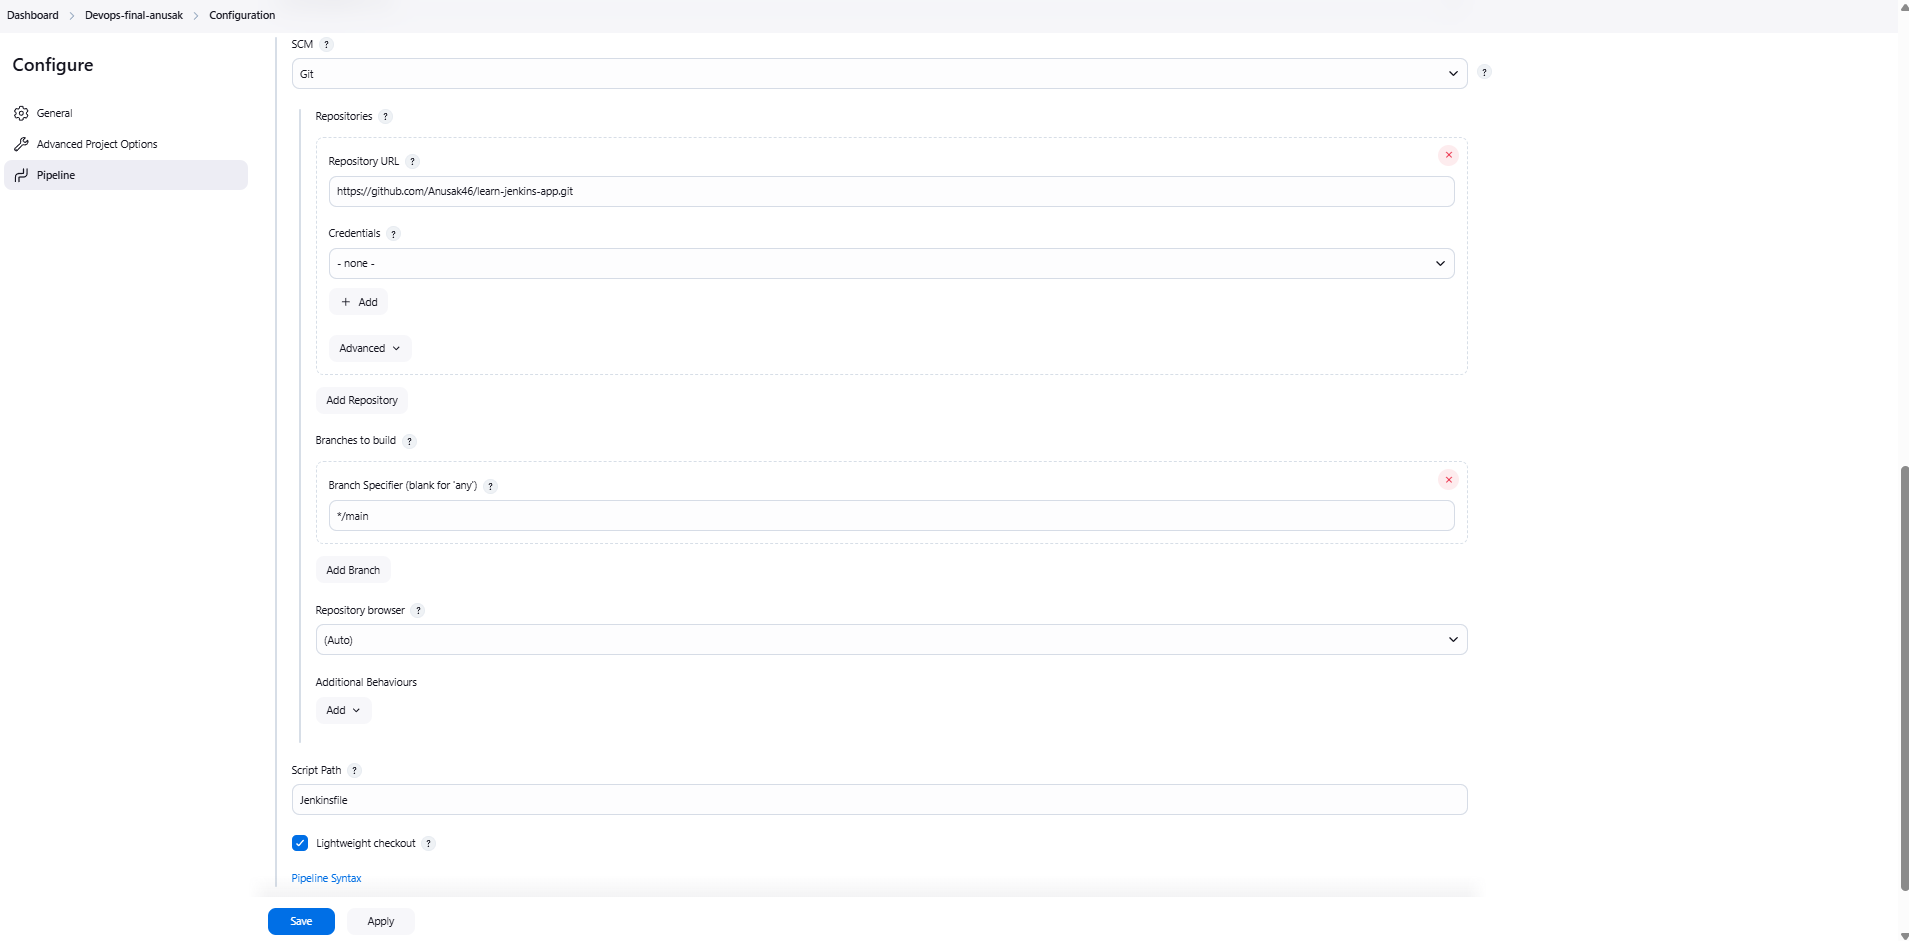 Dashboard > Devops-final-anusak > Configuration
Configure
General
Advanced Project Options
Pipeline
SCM ?
Git
?
Repositories ?
Repository URL ?
https://github.com/Anusak46/learn-jenkins-app.git
Credentials ?
- none -
+ Add
Advanced
Add Repository
Branches to build ?
Branch Specifier (blank for 'any') ?
*/main
Add Branch
Repository browser ?
(Auto)
Additional Behaviours
Add
Script Path ?
Jenkinsfile
Lightweight checkout ?
Pipeline Syntax
Save Apply